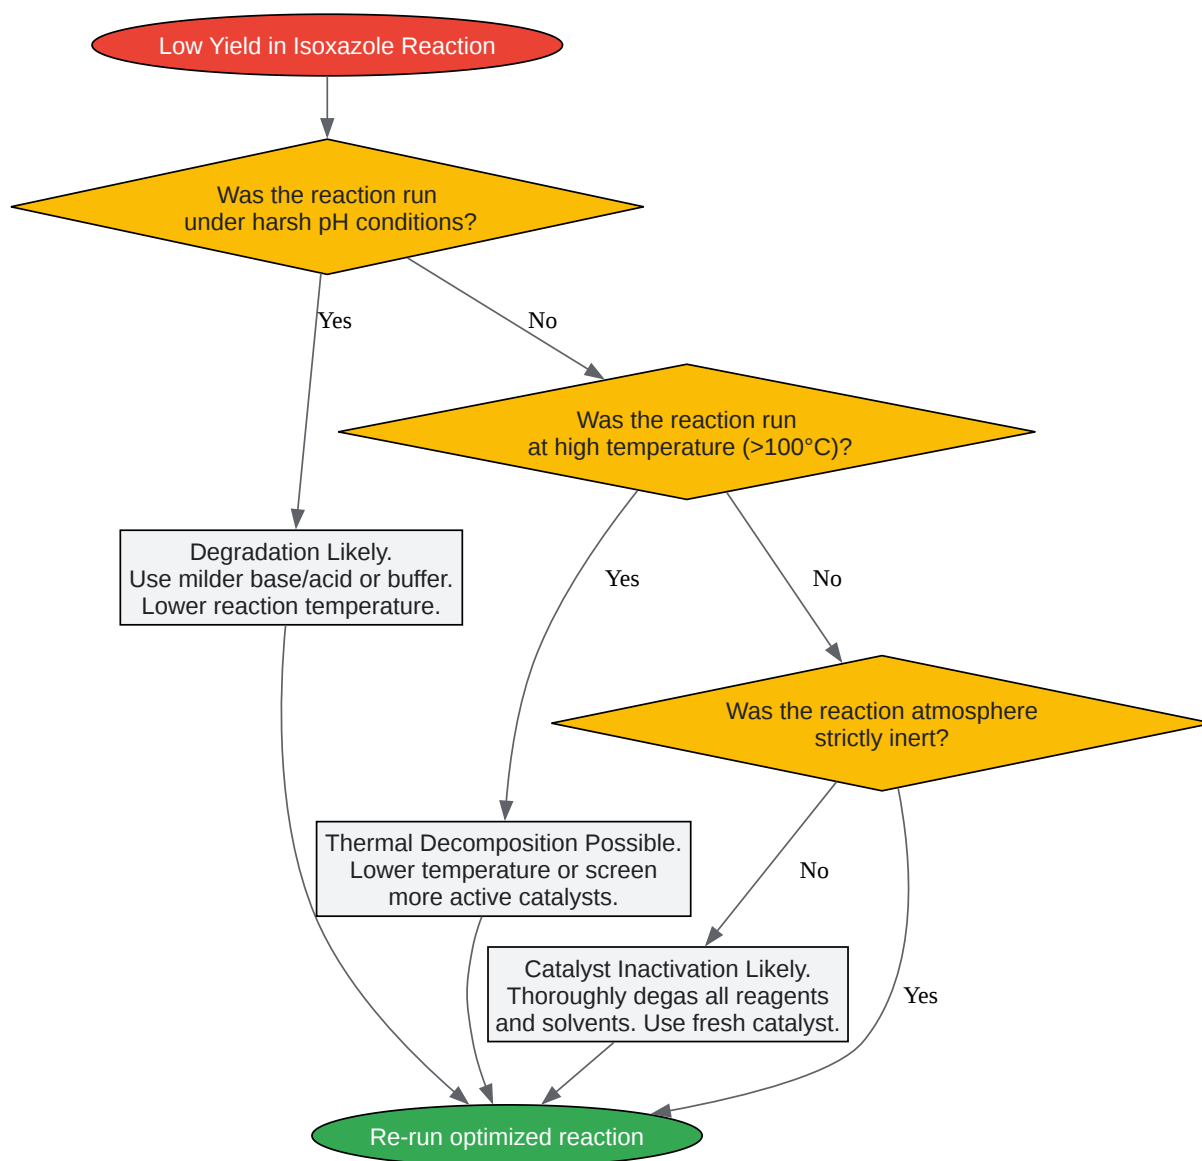 Low Yield in Isoxazole Reaction
Was the reaction run
under harsh pH conditions?
Yes
No
Was the reaction run
at high temperature (>100°C)?
Degradation Likely.
Use milder base/acid or buffer.
Lower reaction temperature.
Yes
No
Was the reaction atmosphere
strictly inert?
Thermal Decomposition Possible.
Lower temperature or screen
more active catalysts.
No
Catalyst Inactivation Likely.
Thoroughly degas all reagents
and solvents. Use fresh catalyst.
Yes
Re-run optimized reaction